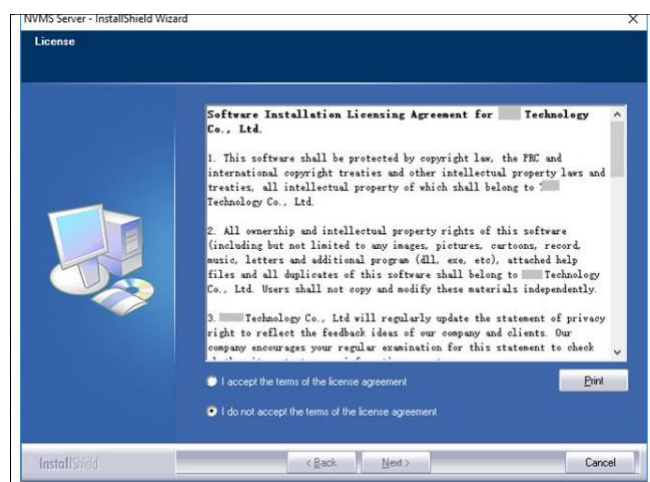 NVMS Server - InstallShield Wizard
License
Software Installation Licensing Agreement for Technology
Co., Ltd.
1. This software shall be protected by copyright law, the PRC and
international copyright treaties and other intellectual property laws and
treaties, all intellectual property of which shall belong to
Technology Co., Ltd.
2. All ownership and intellectual property rights of this software
(including but not limited to any images, pictures, cartoons, record,
music, letters and additional program (dll, exe, etc), attached help
files and all duplicates of this software shall belong to Technology
Co., Ltd. Users shall not copy and modify these materials independently.
3. Technology Co., Ltd will regularly update the statement of privacy
right to reflect the feedback ideas of our company and clients. Our
company encourages your regular examination for this statement to check
I accept the terms of the license agreement
Print
I do not accept the terms of the license agreement
InstallShield
< Back
Next >
Cancel